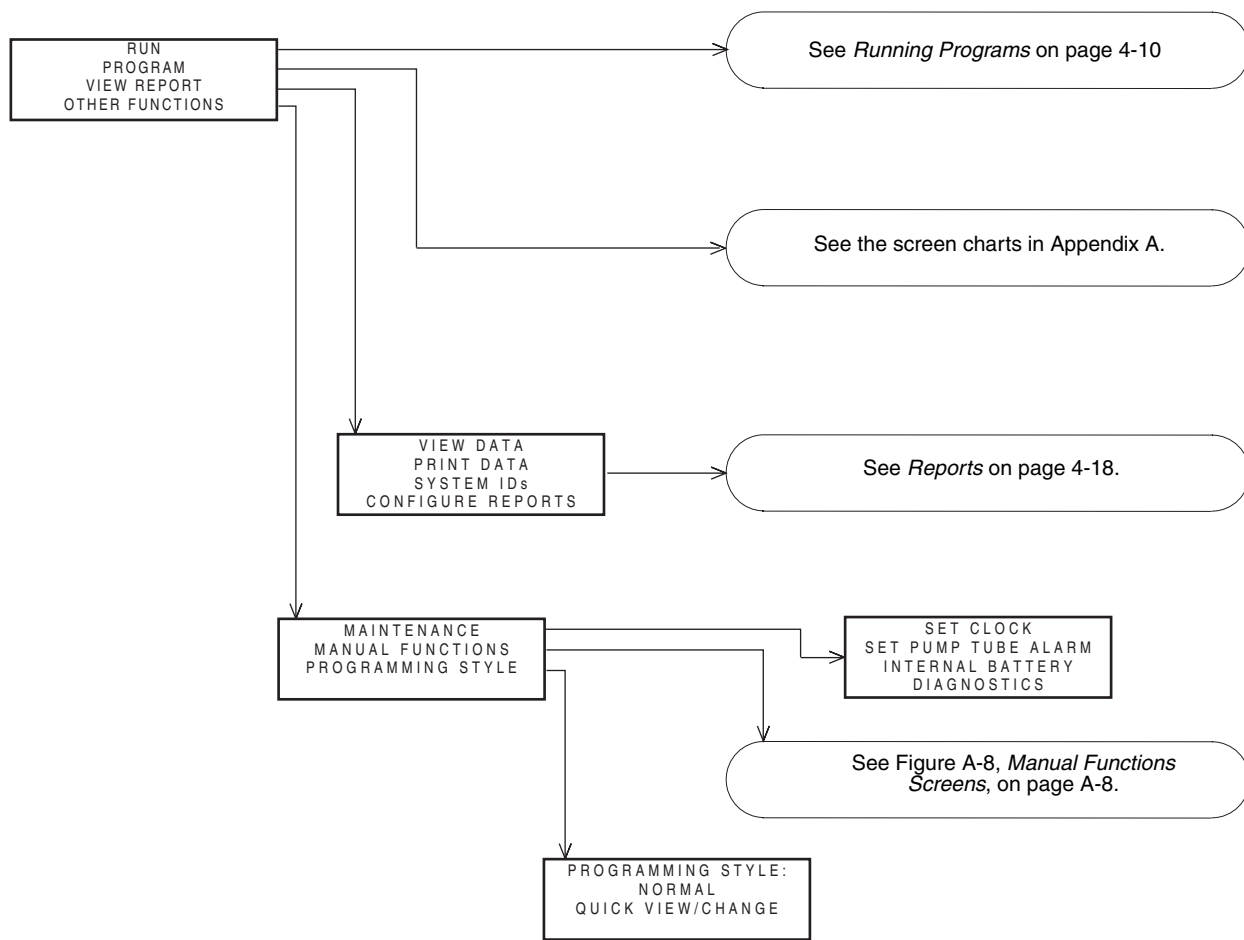 RUN
PROGRAM
VIEW REPORT
OTHER FUNCTIONS
See Running Programs on page 4-10
See the screen charts in Appendix A.
VIEW DATA
PRINT DATA
SYSTEM IDs
CONFIGURE REPORTS
See Reports on page 4-18.
MAINTENANCE
MANUAL FUNCTIONS
PROGRAMMING STYLE
SET CLOCK
SET PUMP TUBE ALARM
INTERNAL BATTERY
DIAGNOSTICS
See Figure A-8, Manual Functions
Screens, on page A-8.
PROGRAMMING STYLE:
NORMAL
QUICK VIEW/CHANGE